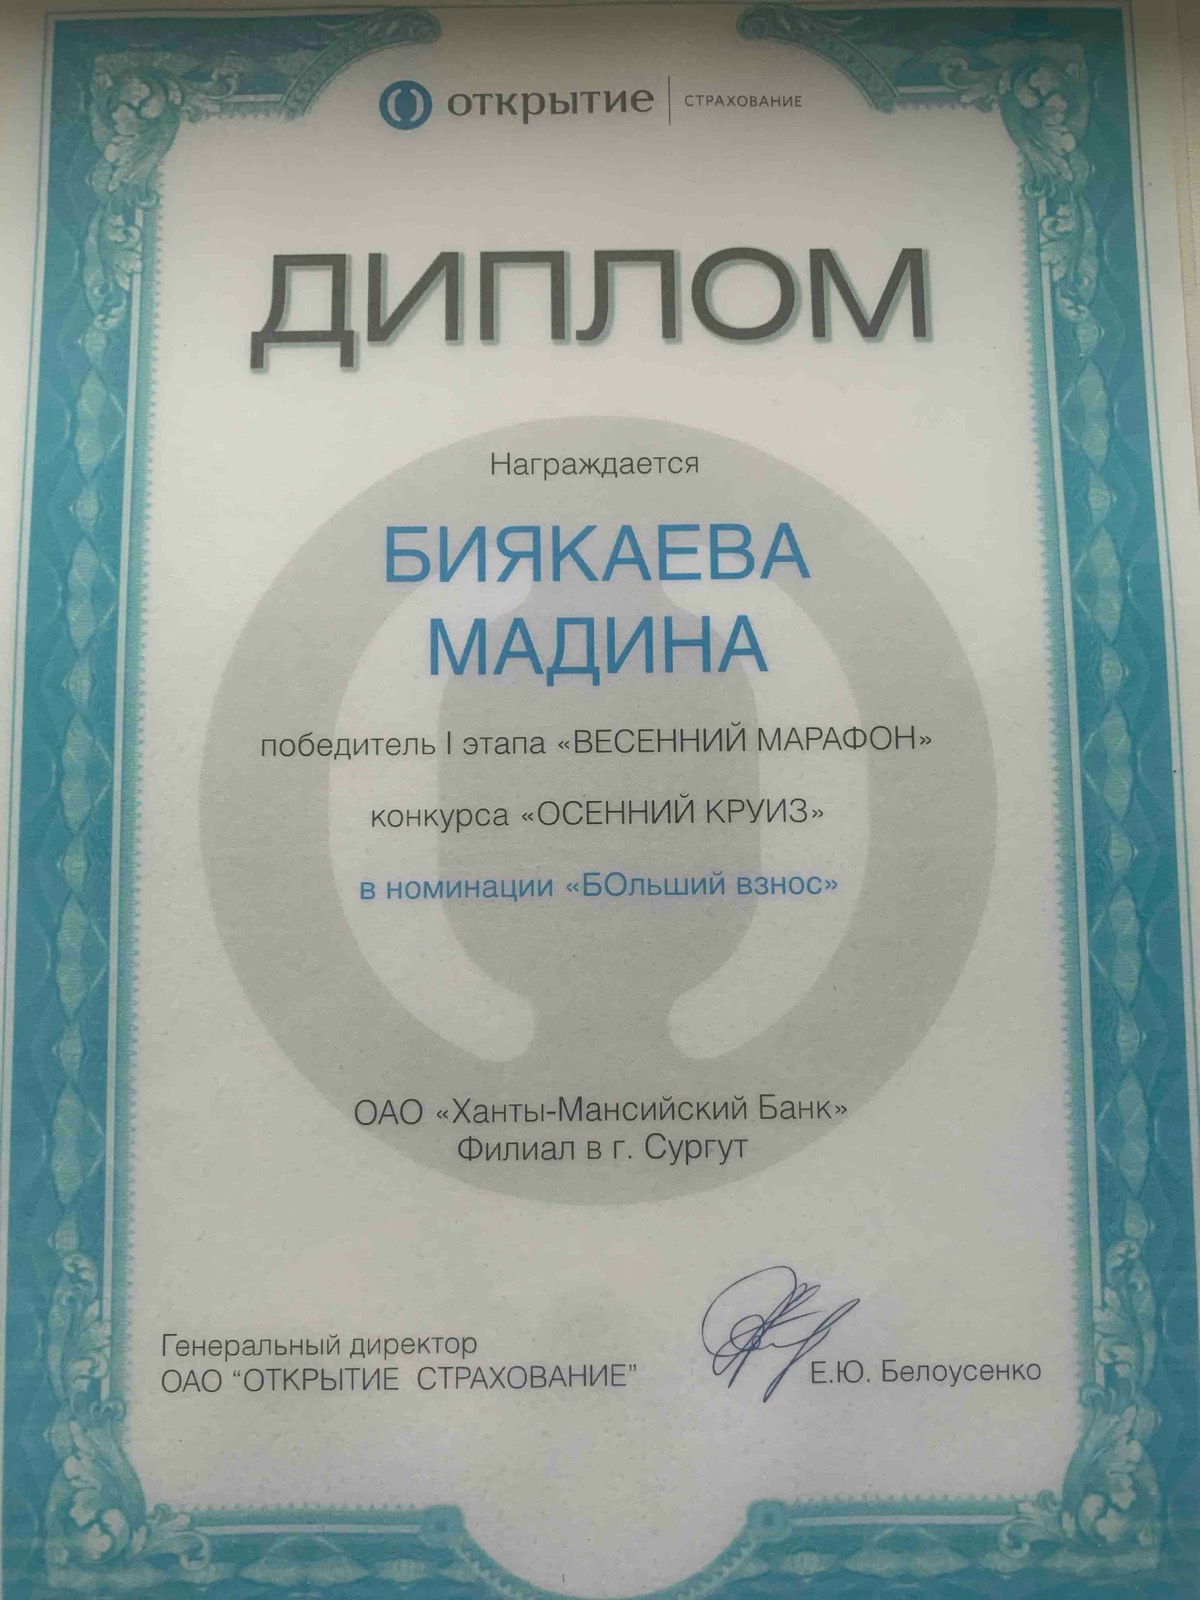 открытие СТРАХОВАНИЕ
ДИПЛОМ
Награждается
БИЯКАЕВА
МАДИНА
победитель I этапа «ВЕСЕННИЙ МАРАФОН»
конкурса «ОСЕННИЙ КРУИЗ»
в номинации «БОльший взнос»
ОАО «Ханты-Мансийский Банк»
Филиал в г. Сургут
Генеральный директор
ОАО “ОТКРЫТИЕ СТРАХОВАНИЕ”
Е.Ю. Белоусенко